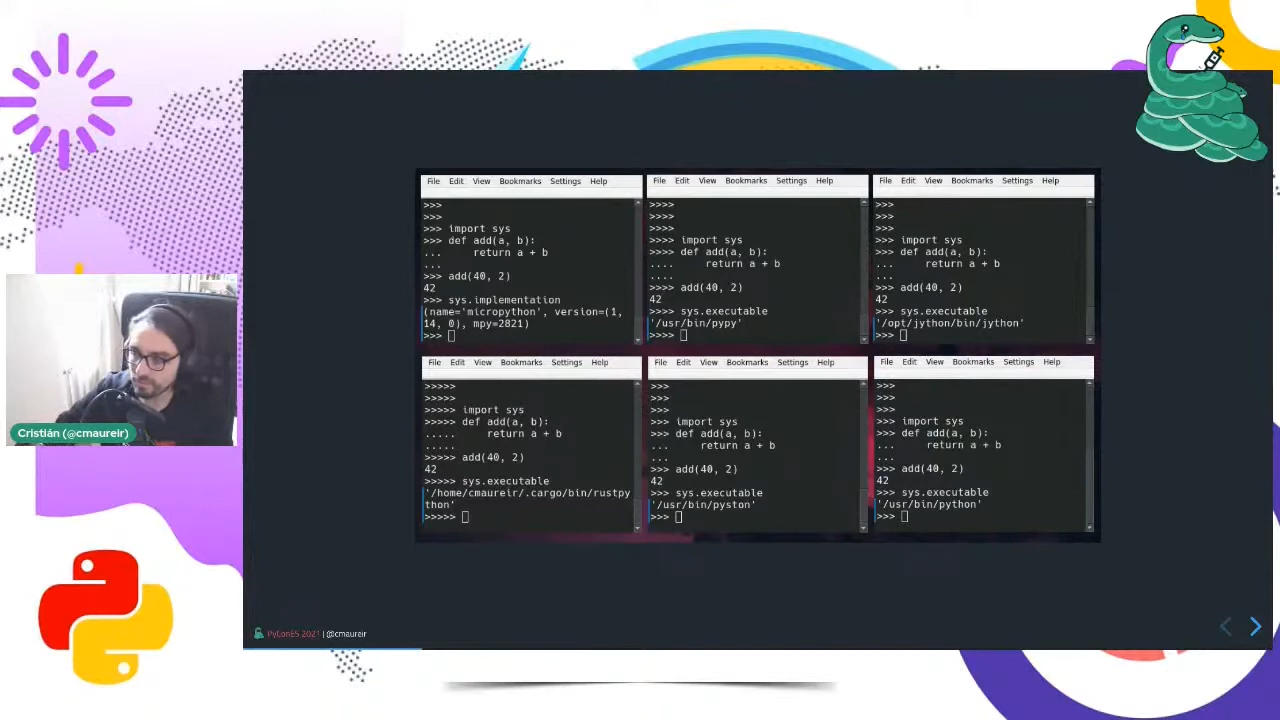 File Edit View Bookmarks Settings Help
>>>
>>>
>>> import sys
>>> def add(a, b):
...     return a + b
...
>>> add(40, 2)
42
>>> sys.implementation
(name='micropython', version=(1,
14, 0), mpy=2821)
>>>
File Edit View Bookmarks Settings Help
>>>>
>>>>
>>>>
>>>> import sys
>>>> def add(a, b):
....     return a + b
....
>>>> add(40, 2)
42
>>>> sys.executable
'/usr/bin/pypy'
>>>>
File Edit View Bookmarks Settings Help
>>>
>>>
>>>
>>> import sys
>>> def add(a, b):
...     return a + b
...
>>> add(40, 2)
42
>>> sys.executable
'/opt/jython/bin/jython'
>>>
File Edit View Bookmarks Settings Help
>>>>>
>>>>>
>>>>> import sys
>>>>> def add(a, b):
.....     return a + b
.....
>>>>> add(40, 2)
42
>>>>> sys.executable
'/home/cmaureir/.cargo/bin/rustpy
thon'
>>>>>
File Edit View Bookmarks Settings Help
>>>
>>>
>>>
>>> import sys
>>> def add(a, b):
...     return a + b
...
>>> add(40, 2)
42
>>> sys.executable
'/usr/bin/pyston'
>>>
File Edit View Bookmarks Settings Help
>>>
>>>
>>>
>>> import sys
>>> def add(a, b):
...     return a + b
...
>>> add(40, 2)
42
>>> sys.executable
'/usr/bin/python'
>>>
Cristián (@cmaureir)
PyConES 2021 | @cmaureir